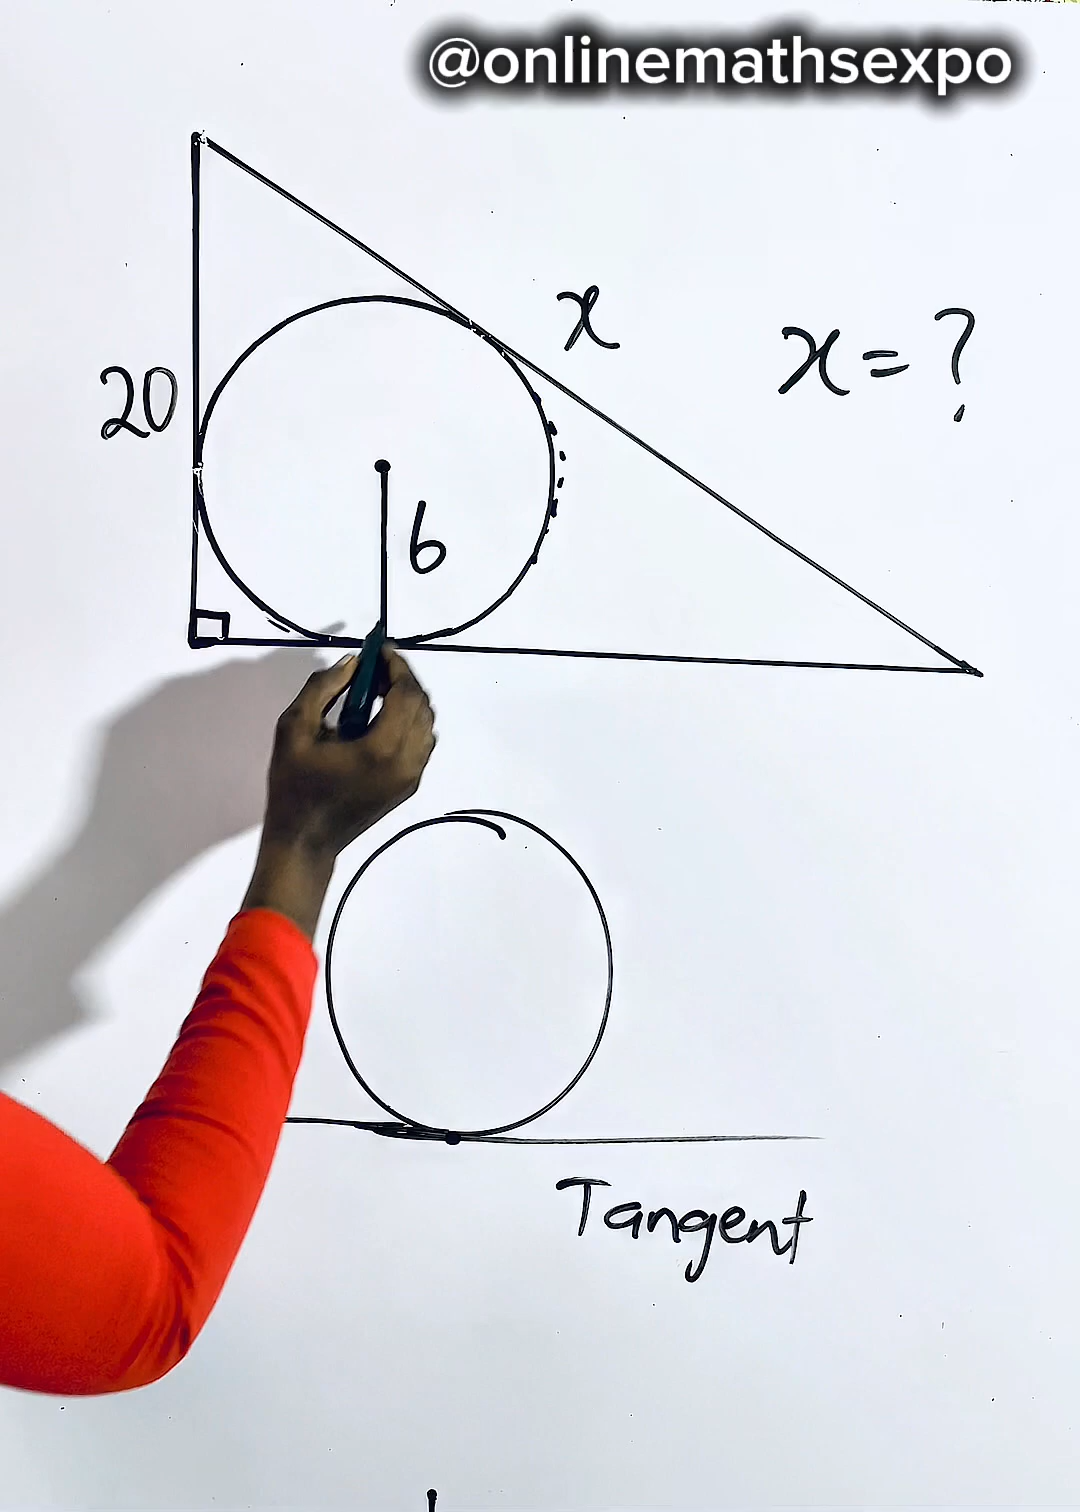 @onlinemathsexpo
x
x = ?
20
6
Tangent